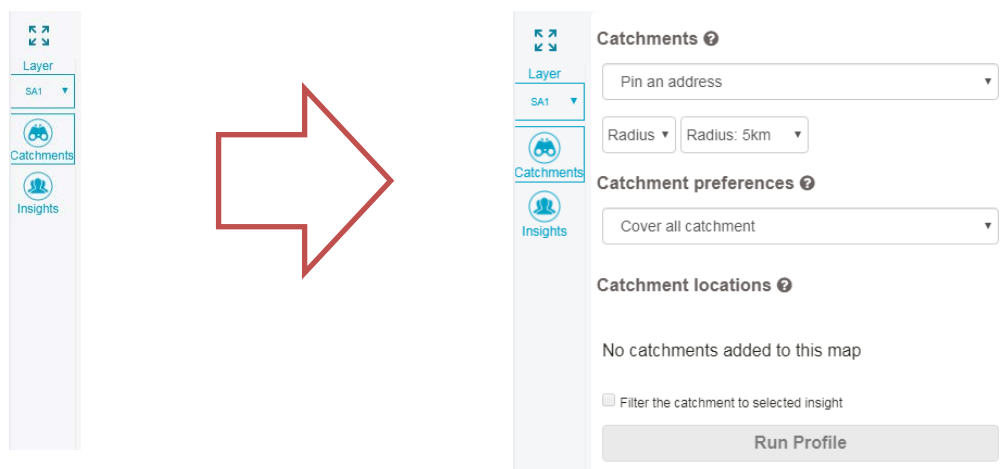 Layer
SA1
Catchments
Insights
Layer
SA1
Catchments
Insights
Catchments
Pin an address
Radius Radius: 5km
Catchment preferences
Cover all catchment
Catchment locations
No catchments added to this map
Filter the catchment to selected insight
Run Profile